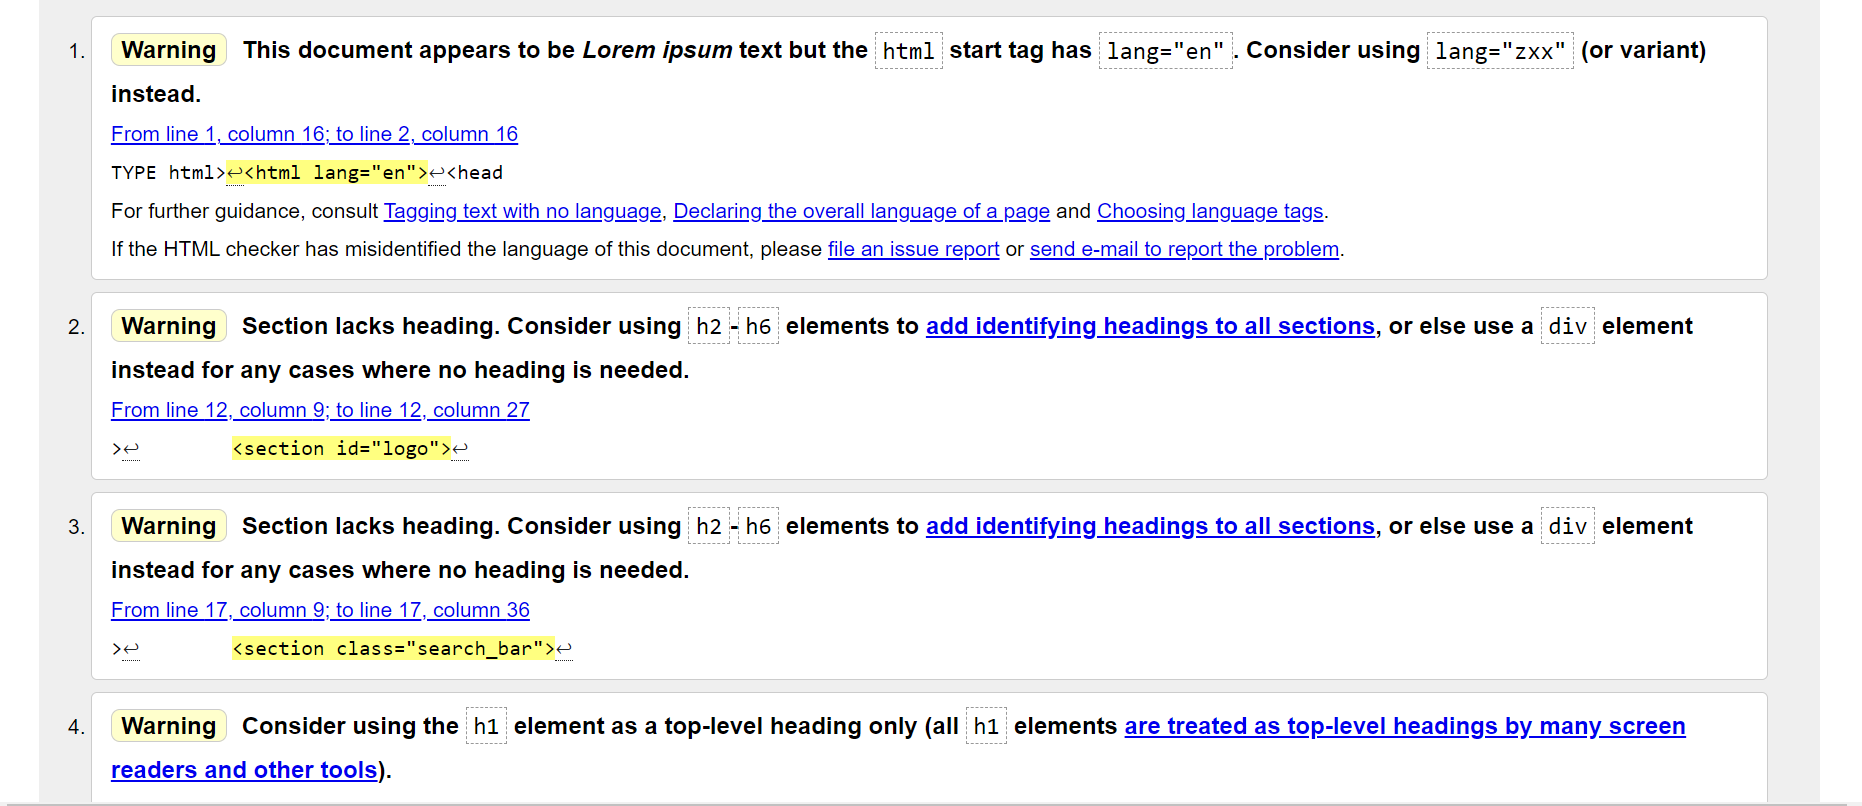 1. Warning This document appears to be Lorem ipsum text but the html start tag has lang="en". Consider using lang="zxx" (or variant)
instead.
From line 1, column 16; to line 2, column 16
TYPE html>↩<html lang="en">↩<head
For further guidance, consult Tagging text with no language, Declaring the overall language of a page and Choosing language tags.
If the HTML checker has misidentified the language of this document, please file an issue report or send e-mail to report the problem.
2. Warning Section lacks heading. Consider using h2-h6 elements to add identifying headings to all sections, or else use a div element
instead for any cases where no heading is needed.
From line 12, column 9; to line 12, column 27
>↩ <section id="logo">↩
3. Warning Section lacks heading. Consider using h2-h6 elements to add identifying headings to all sections, or else use a div element
instead for any cases where no heading is needed.
From line 17, column 9; to line 17, column 36
>↩ <section class="search_bar">↩
4. Warning Consider using the h1 element as a top-level heading only (all h1 elements are treated as top-level headings by many screen
readers and other tools).